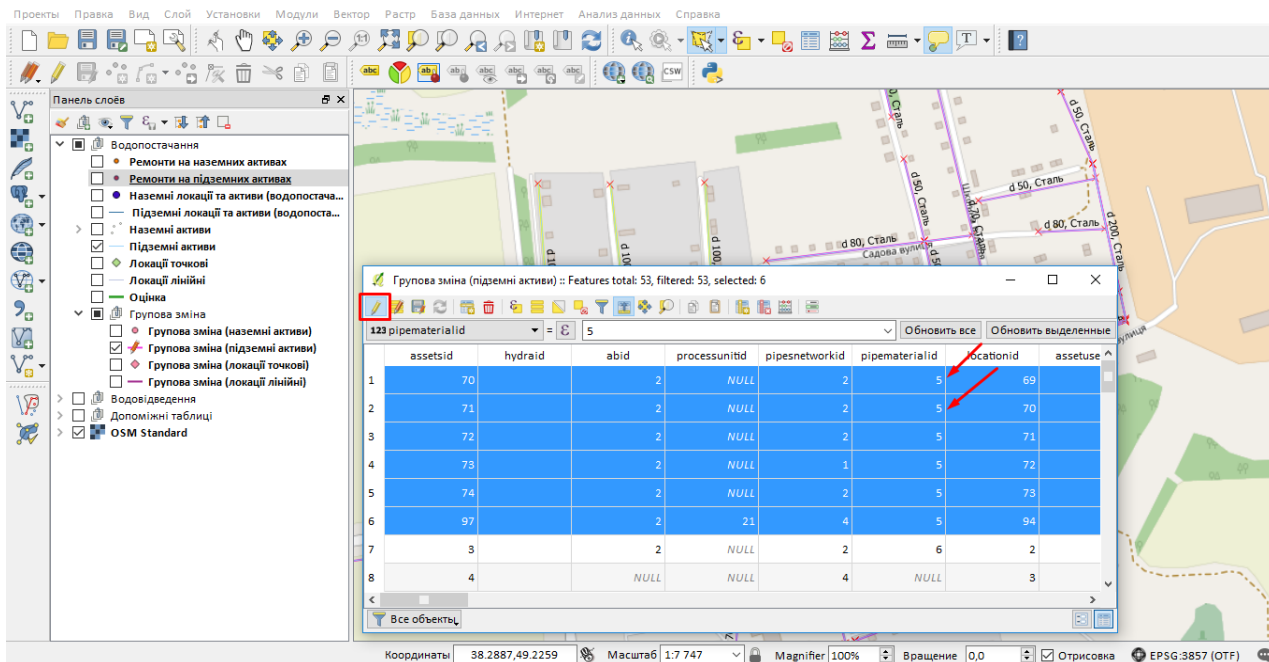 Проекты Правка Вид Слой Установки Модули Вектор Растр База данных Интернет Анализ данных Справка
abc abc CSW
Панель слоёв
Водопостачання
Ремонти на наземних активах
Ремонти на підземних активах
Наземні локації та активи (водопостача...
Підземні локації та активи (водопоста...
Наземні активи
Підземні активи
Локації точкові
Локації лінійні
Оцінка
Групова зміна
Групова зміна (наземні активи)
Групова зміна (підземні активи)
Групова зміна (локації точкові)
Групова зміна (локації лінійні)
Водовідведення
Допоміжні таблиці
OSM Standard
d 50, Сталь
d 50, Сталь
d 50, Сталь
d 80, Сталь
d 80, Сталь
Садова вулиця
d 70, Сталь
d 200, Сталь
d 100,
Групова зміна (підземні активи) :: Features total: 53, filtered: 53, selected: 6
123 pipematerialid = ε 5 Обновить все Обновить выделенные
assetsid hydraid abid processunitid pipesnetworkid pipematerialid locationid assetuse
1 70 2 NULL 2 5 69
2 71 2 NULL 2 5 70
3 72 2 NULL 2 5 71
4 73 2 NULL 1 5 72
5 74 2 NULL 2 5 73
6 97 2 21 4 5 94
7 3 2 NULL 2 6 2
8 4 NULL NULL 4 NULL 3
Все объекты
Координаты 38.2887,49.2259 Масштаб 1:7 747 Magnifier 100% Вращение 0,0 Отрисовка EPSG:3857 (OTF)